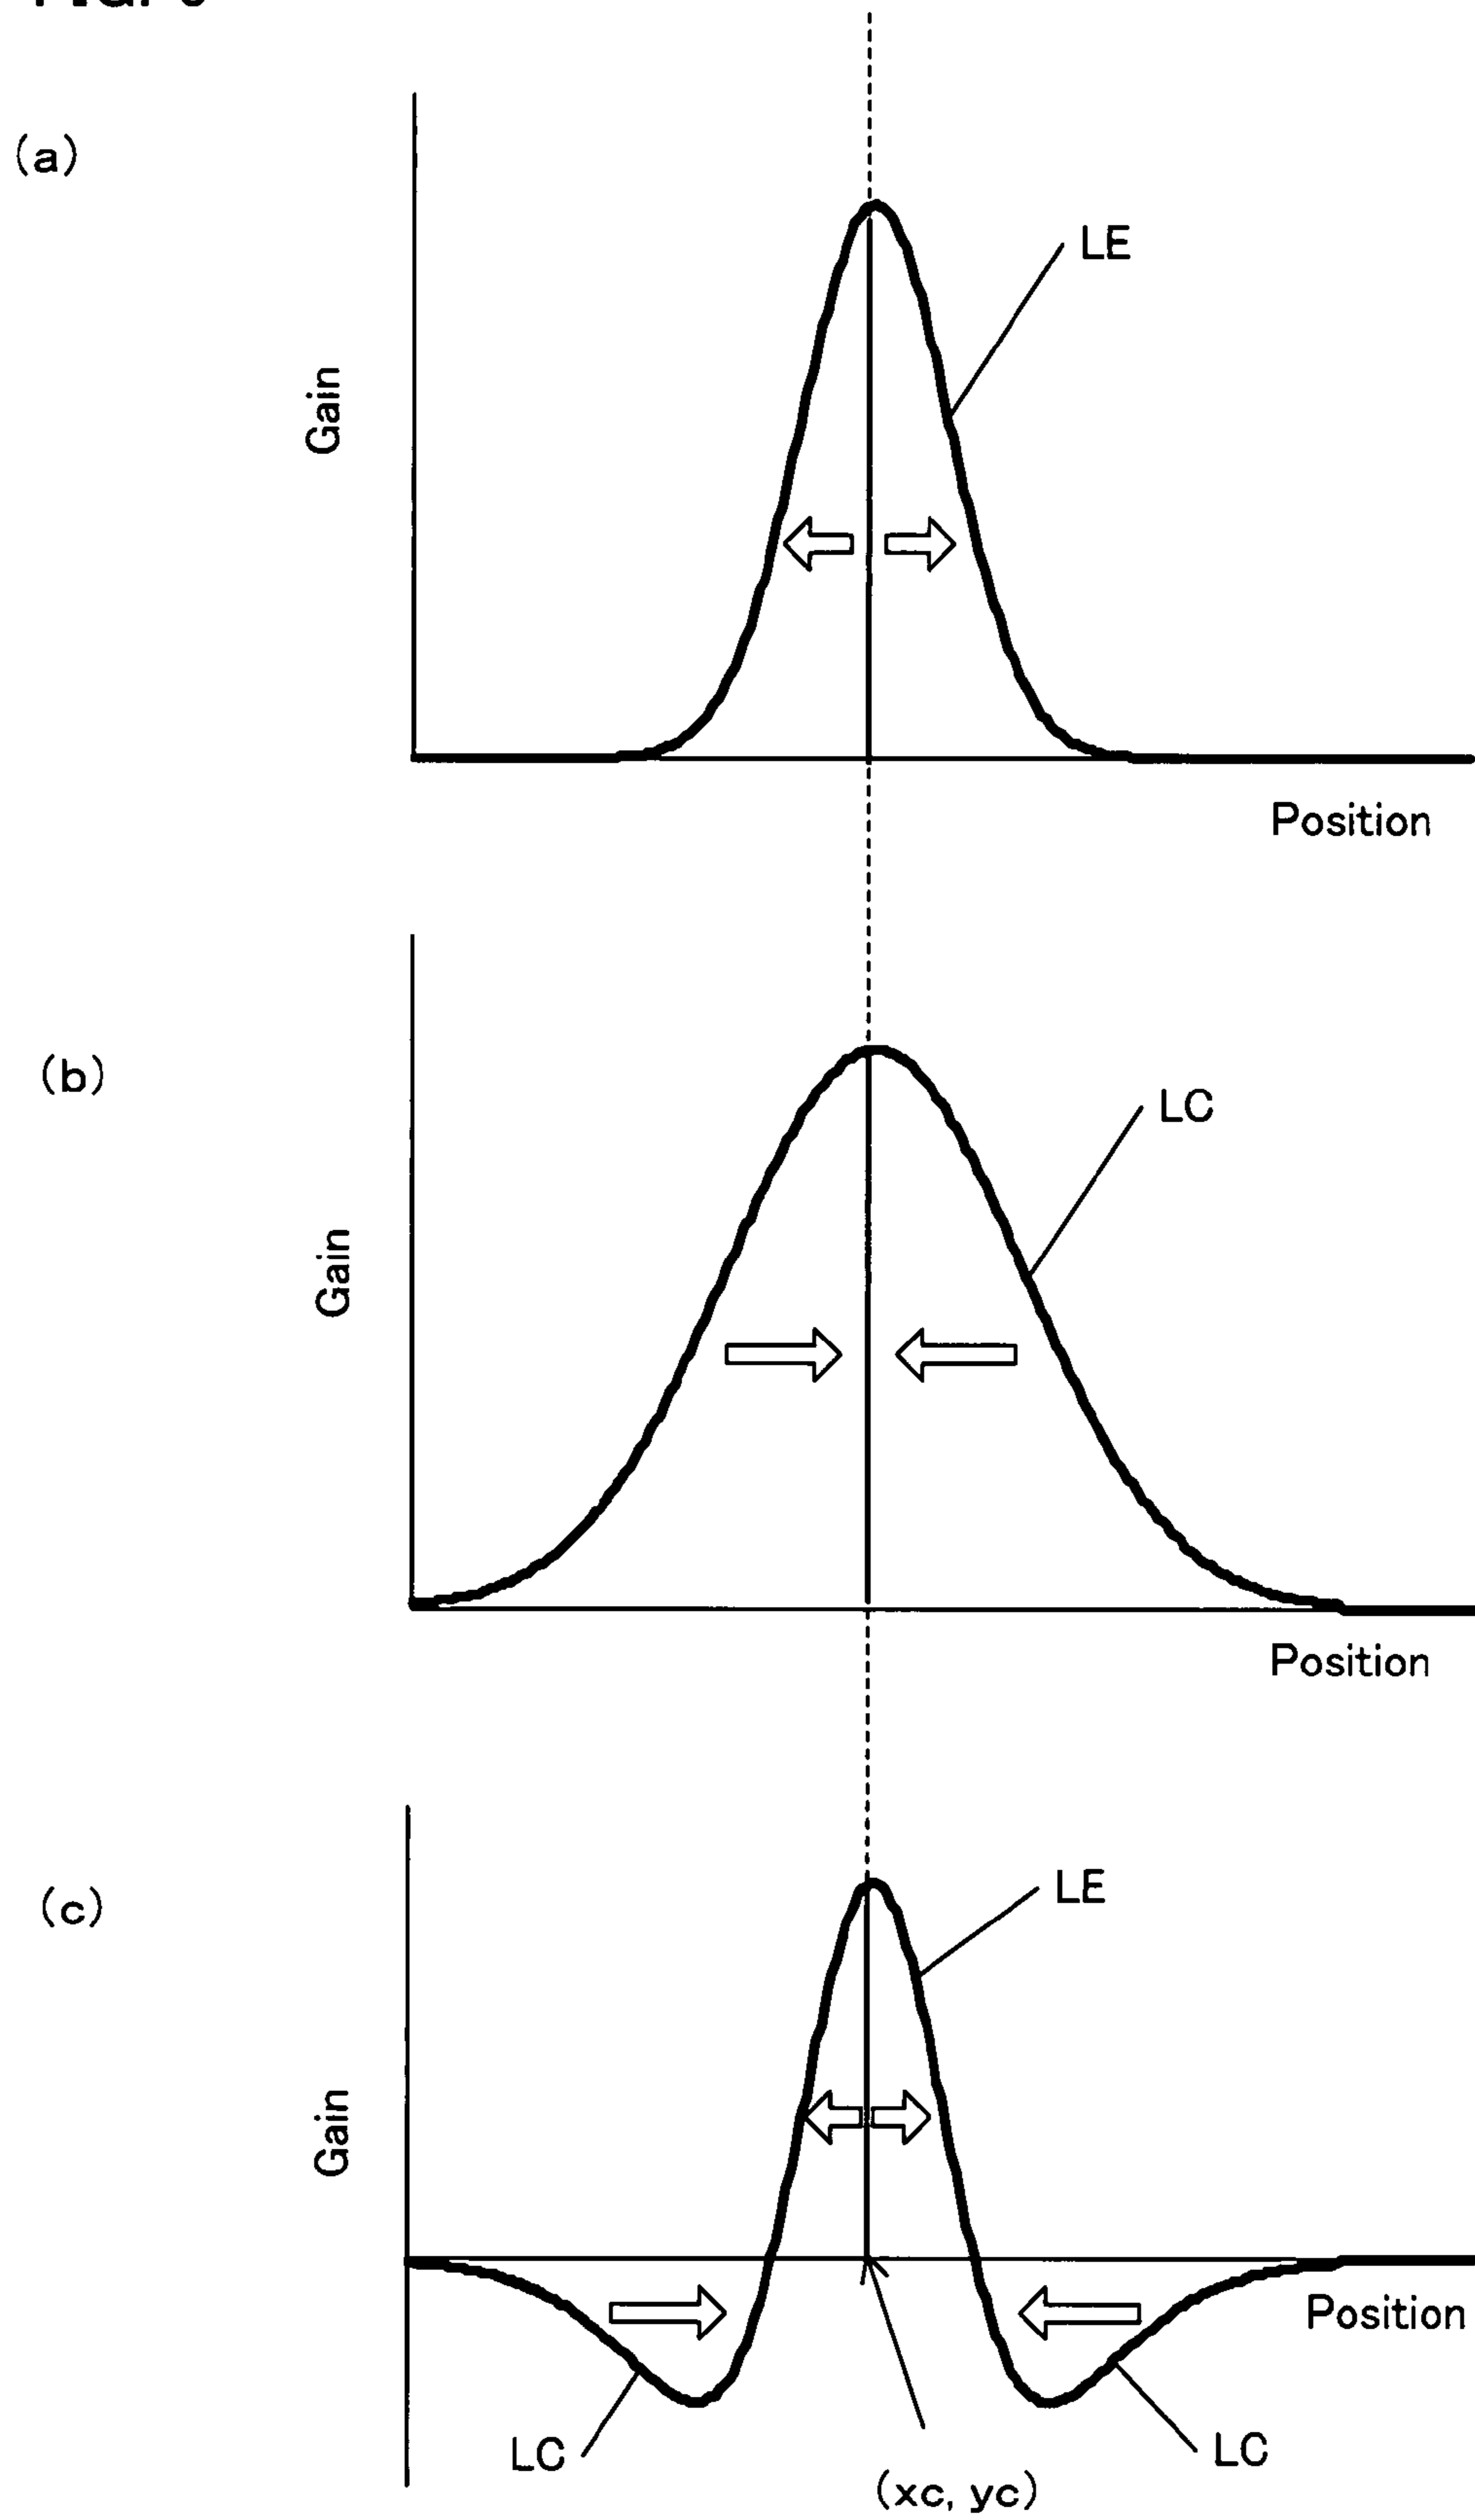 (a)
LE
Gain
Position
(b)
LC
Gain
Position
(c)
LE
Gain
Position
LC
LC
(xc, yc)